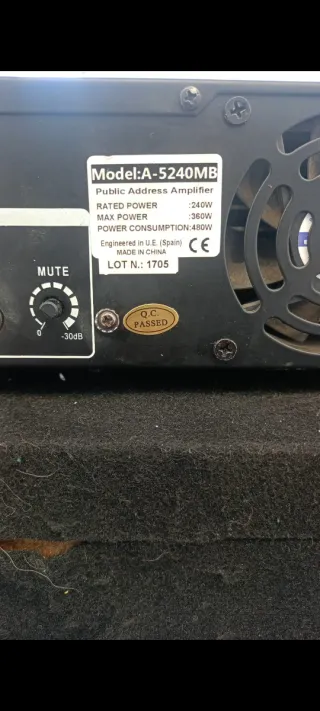 Model:A-5240MB
Public Address Amplifier
RATED POWER :240W
MAX POWER :360W
POWER CONSUMPTION:480W
Engineered in U.E. (Spain)
MADE IN CHINA
CE
LOT N.: 1705
MUTE
0
-30dB
Q.C.
PASSED